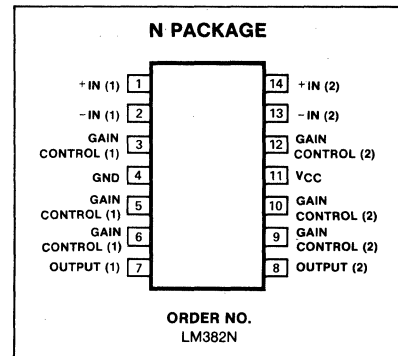 N PACKAGE
+IN (1) 1 14 +IN (2)
-IN (1) 2 13 -IN (2)
GAIN CONTROL (1) 3 12 GAIN CONTROL (2)
GND 4 11 VCC
GAIN CONTROL (1) 5 10 GAIN CONTROL (2)
GAIN CONTROL (1) 6 9 GAIN CONTROL (2)
OUTPUT (1) 7 8 OUTPUT (2)
ORDER NO.
LM382N